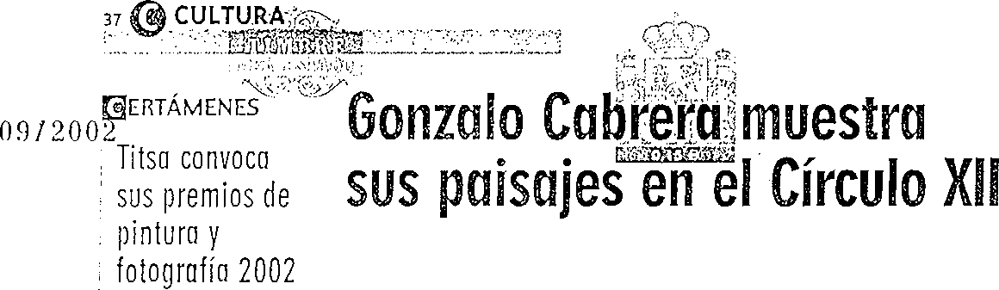 37 CULTURA
CERTÁMENES
09/2002
Titsa convoca
sus premios de
pintura y
fotografía 2002
Gonzalo Cabrera muestra
sus paisajes en el Círculo XII